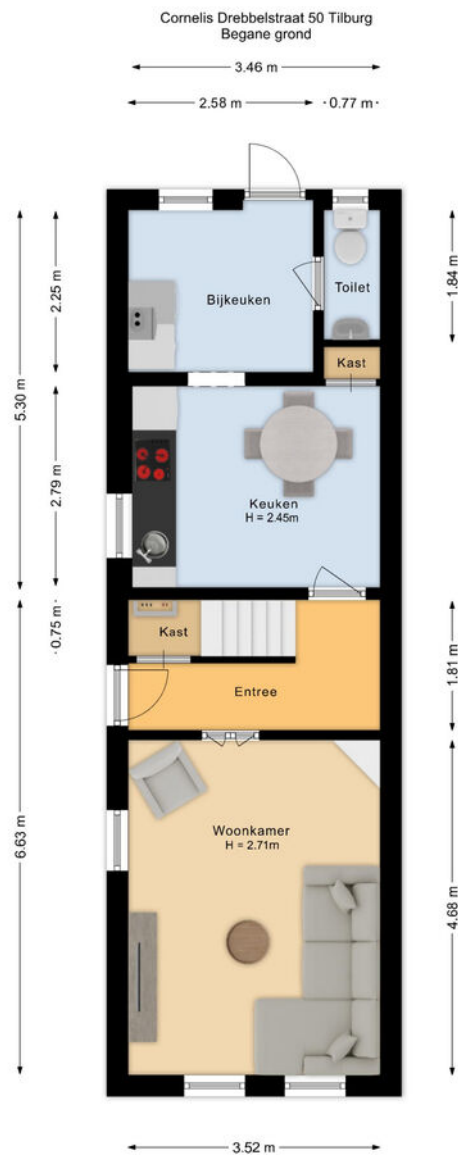 Cornelis Drebbelstraat 50 Tilburg
Begane grond
3.46 m
2.58 m
0.77 m
5.30 m
2.25 m
1.84 m
Bijkeuken
Toilet
Kast
2.79 m
Keuken
H = 2.45m
0.75 m
Kast
1.81 m
Entree
6.63 m
Woonkamer
H = 2.71m
4.68 m
3.52 m